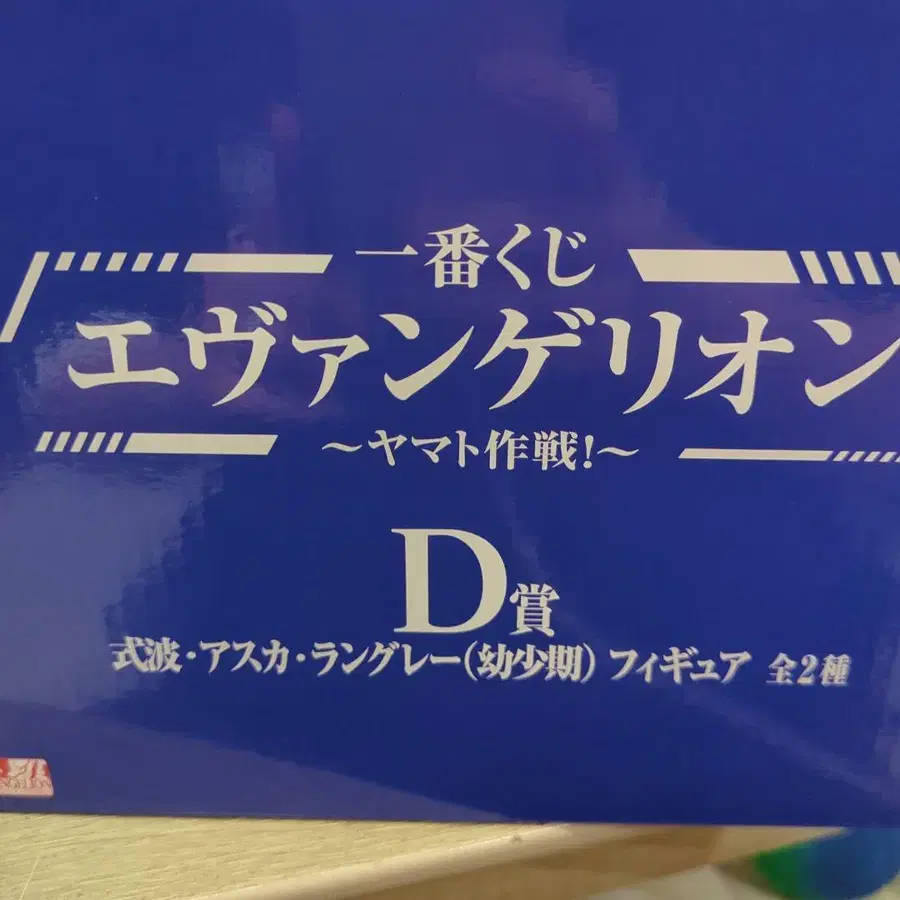 一番くじ
エヴァンゲリオン
～ヤマト作戦!～
D賞
式波・アスカ・ラングレー(幼少期) フィギュア 全2種